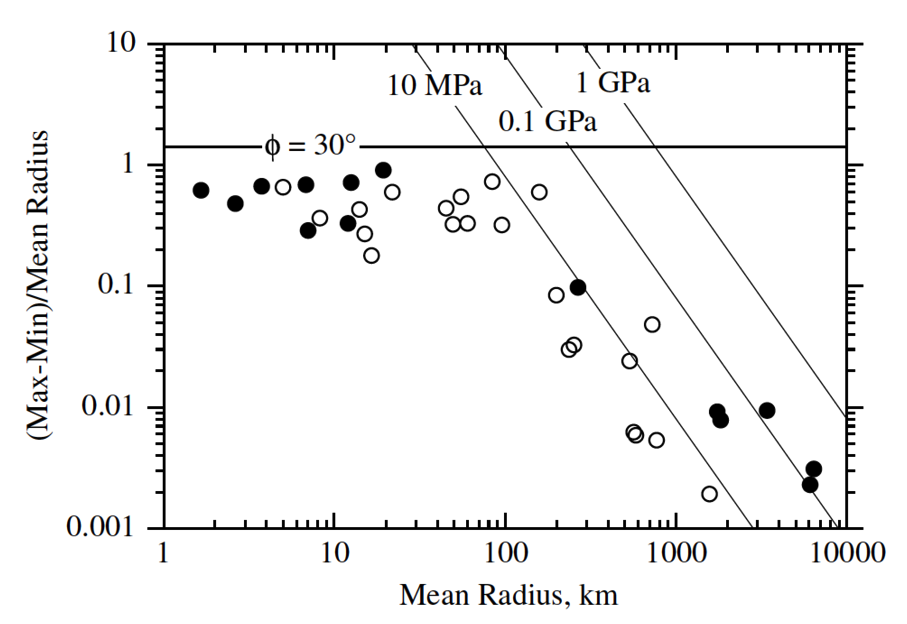 10
1
0.1
0.01
0.001
(Max-Min)/Mean Radius
10 MPa
0.1 GPa
1 GPa
ϕ = 30°
1
10
100
1000
10000
Mean Radius, km